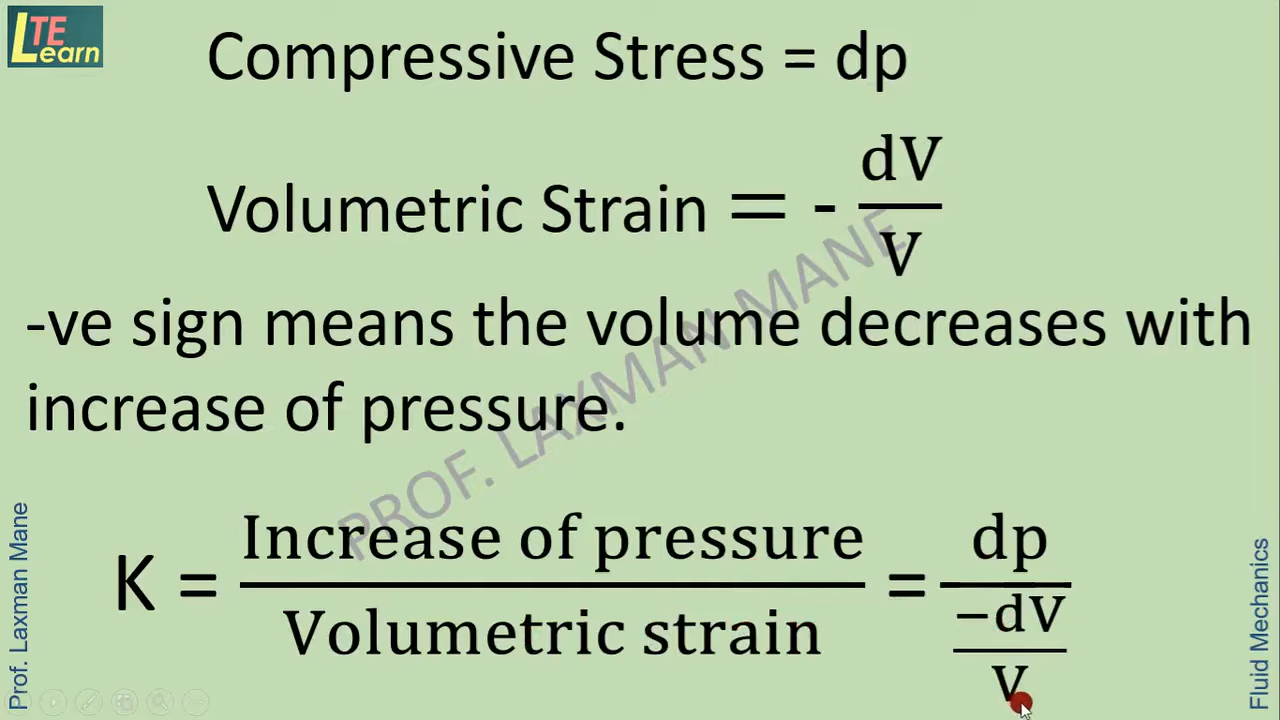 LTE Learn
Compressive Stress = dp
Volumetric Strain = - dV/V
-ve sign means the volume decreases with
increase of pressure.
K = Increase of pressure/Volumetric strain = dp/(−dV/V)
PROF. LAXMAN MANE
Prof. Laxman Mane
Fluid Mechanics